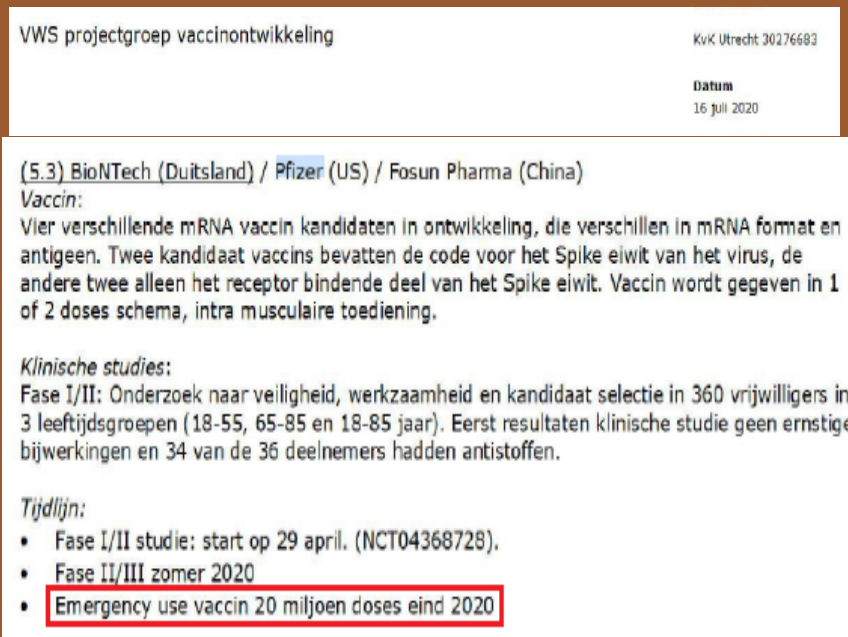 VWS projectgroep vaccinontwikkeling
KvK Utrecht 30276683
Datum
16 juli 2020
(5.3) BioNTech (Duitsland) / Pfizer (US) / Fosun Pharma (China)
Vaccin:
Vier verschillende mRNA vaccin kandidaten in ontwikkeling, die verschillen in mRNA format en
antigeen. Twee kandidaat vaccins bevatten de code voor het Spike eiwit van het virus, de
andere twee alleen het receptor bindende deel van het Spike eiwit. Vaccin wordt gegeven in 1
of 2 doses schema, intra musculaire toediening.
Klinische studies:
Fase I/II: Onderzoek naar veiligheid, werkzaamheid en kandidaat selectie in 360 vrijwilligers in
3 leeftijdsgroepen (18-55, 65-85 en 18-85 jaar). Eerst resultaten klinische studie geen ernstige
bijwerkingen en 34 van de 36 deelnemers hadden antistoffen.
Tijdlijn:
• Fase I/II studie: start op 29 april. (NCT04368728).
• Fase II/III zomer 2020
• Emergency use vaccin 20 miljoen doses eind 2020